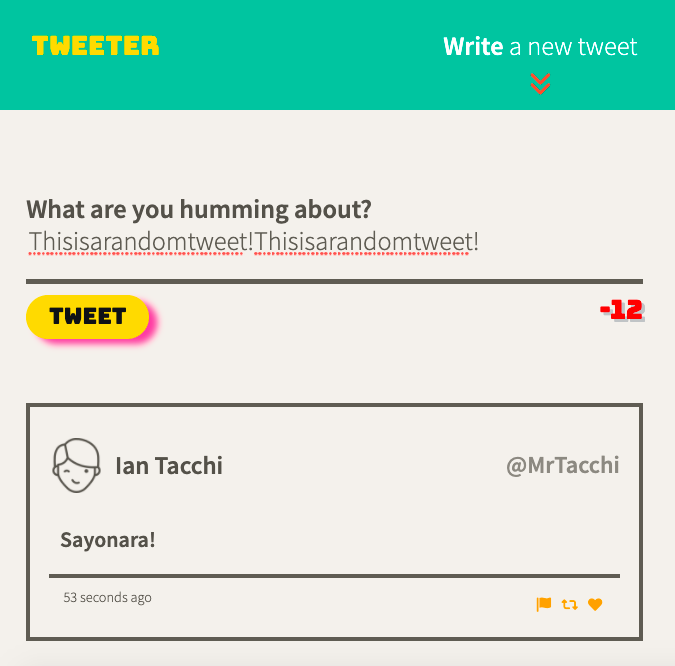 TWEETER
Write a new tweet
What are you humming about?
Thisisarandomtweet!Thisisarandomtweet!
TWEET
-12
Ian Tacchi
@MrTacchi
Sayonara!
53 seconds ago